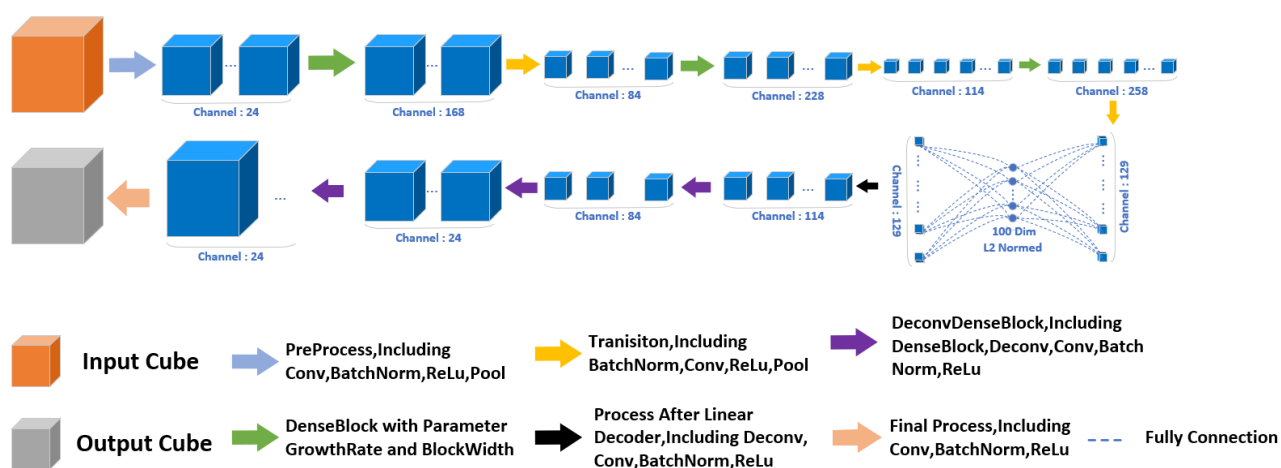 Channel : 24
Channel : 168
Channel : 84
Channel : 228
Channel : 114
Channel : 258
Channel : 129
Channel : 129
100 Dim
L2 Normed
Channel : 24
Channel : 24
Channel : 84
Channel : 114
Input Cube
PreProcess,Including
Conv,BatchNorm,ReLu,Pool
Tranisiton,Including
BatchNorm,Conv,ReLu,Pool
DeconvDenseBlock,Including
DenseBlock,Deconv,Conv,Batch
Norm,ReLu
Output Cube
DenseBlock with Parameter
GrowthRate and BlockWidth
Process After Linear
Decoder,Including Deconv,
Conv,BatchNorm,ReLu
Final Process,Including
Conv,BatchNorm,ReLu
Fully Connection